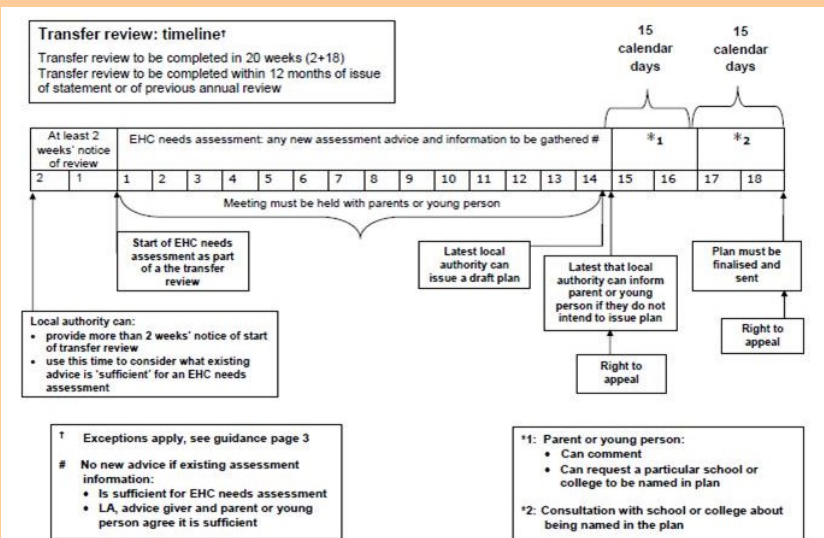 Transfer review: timeline†
Transfer review to be completed in 20 weeks (2+18)
Transfer review to be completed within 12 months of issue
of statement or of previous annual review
15
calendar
days
15
calendar
days
At least 2
weeks' notice
of review
EHC needs assessment: any new assessment advice and information to be gathered #
*1
*2
2 1 1 2 3 4 5 6 7 8 9 10 11 12 13 14 15 16 17 18
Meeting must be held with parents or young person
Start of EHC needs
assessment as part
of a the transfer
review
Latest local
authority can
issue a draft plan
Latest that local
authority can inform
parent or young
person if they do not
intend to issue plan
Plan must be
finalised and
sent
Right to
appeal
Right to
appeal
Local authority can:
• provide more than 2 weeks' notice of start
of transfer review
• use this time to consider what existing
advice is 'sufficient' for an EHC needs
assessment
† Exceptions apply, see guidance page 3
# No new advice if existing assessment
information:
• Is sufficient for EHC needs assessment
• LA, advice giver and parent or young
person agree it is sufficient
*1: Parent or young person:
• Can comment
• Can request a particular school or
college to be named in plan
*2: Consultation with school or college about
being named in the plan